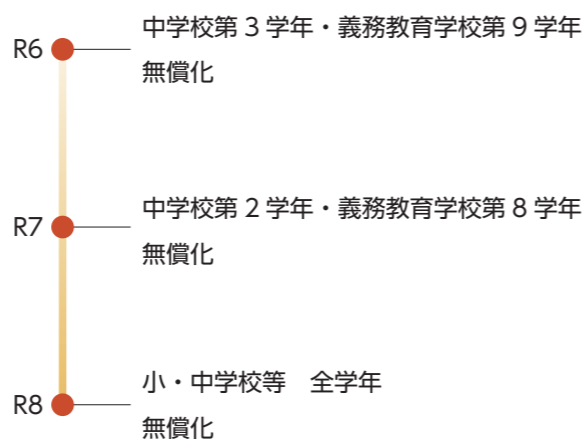 R6
中学校第3学年・義務教育学校第9学年
無償化
R7
中学校第2学年・義務教育学校第8学年
無償化
R8
小・中学校等　全学年
無償化